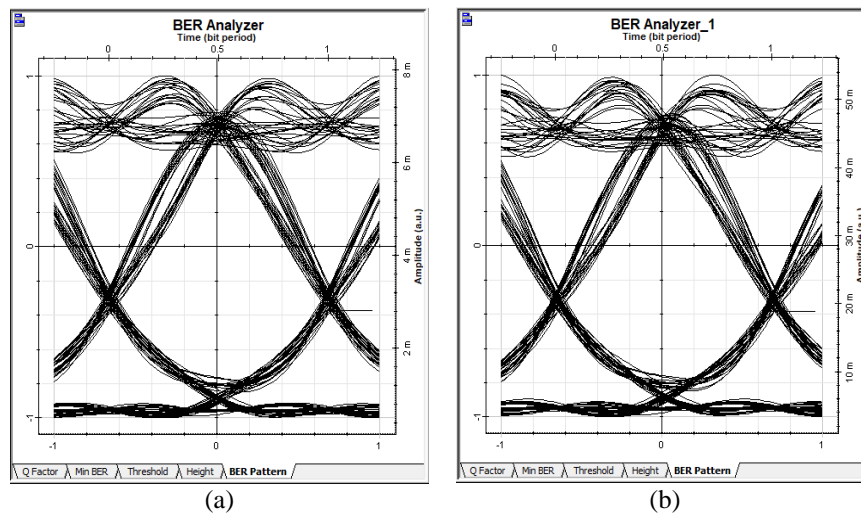 BER Analyzer
Time (bit period)
0 0.5 1
1
0
-1
8 m
6 m
4 m
2 m
Amplitude (a.u.)
-1 0 1
Q Factor Min BER Threshold Height BER Pattern
(a)
BER Analyzer_1
Time (bit period)
0 0.5 1
1
0
-1
50 m
40 m
30 m
20 m
10 m
Amplitude (a.u.)
-1 0 1
Q Factor Min BER Threshold Height BER Pattern
(b)